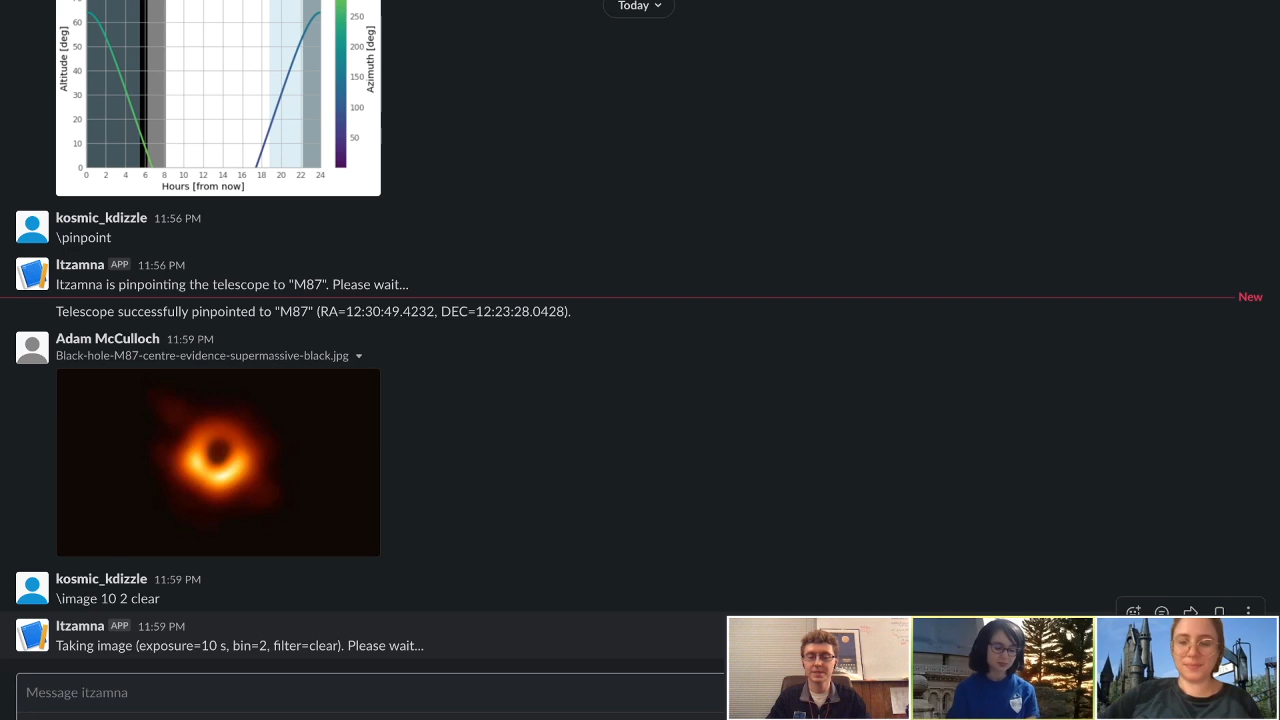 Today
70
60
50
40
30
20
10
0
Altitude [deg]
0 2 4 6 8 10 12 14 16 18 20 22 24
Hours [from now]
250
200
150
100
50
Azimuth [deg]
kosmic_kdizzle 11:56 PM
\pinpoint
Itzamna APP 11:56 PM
Itzamna is pinpointing the telescope to "M87". Please wait...
New
Telescope successfully pinpointed to "M87" (RA=12:30:49.4232, DEC=12:23:28.0428).
Adam McCulloch 11:59 PM
Black-hole-M87-centre-evidence-supermassive-black.jpg
kosmic_kdizzle 11:59 PM
\image 10 2 clear
Itzamna APP 11:59 PM
Taking image (exposure=10 s, bin=2, filter=clear). Please wait...
Message itzamna